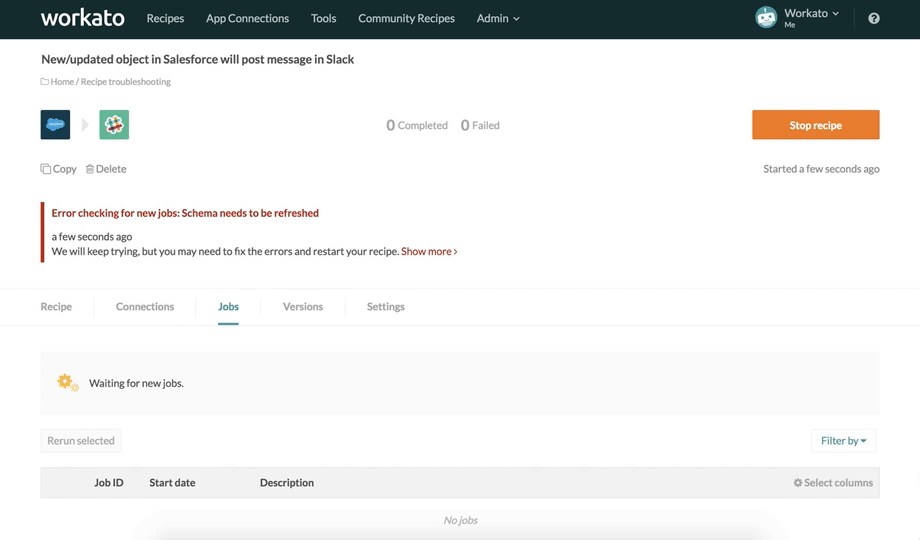 workato Recipes App Connections Tools Community Recipes Admin Workato
Me
New/updated object in Salesforce will post message in Slack
Home / Recipe troubleshooting
0 Completed 0 Failed Stop recipe
Copy Delete Started a few seconds ago
Error checking for new jobs: Schema needs to be refreshed
a few seconds ago
We will keep trying, but you may need to fix the errors and restart your recipe. Show more
Recipe Connections Jobs Versions Settings
Waiting for new jobs.
Rerun selected Filter by
Job ID Start date Description Select columns
No jobs